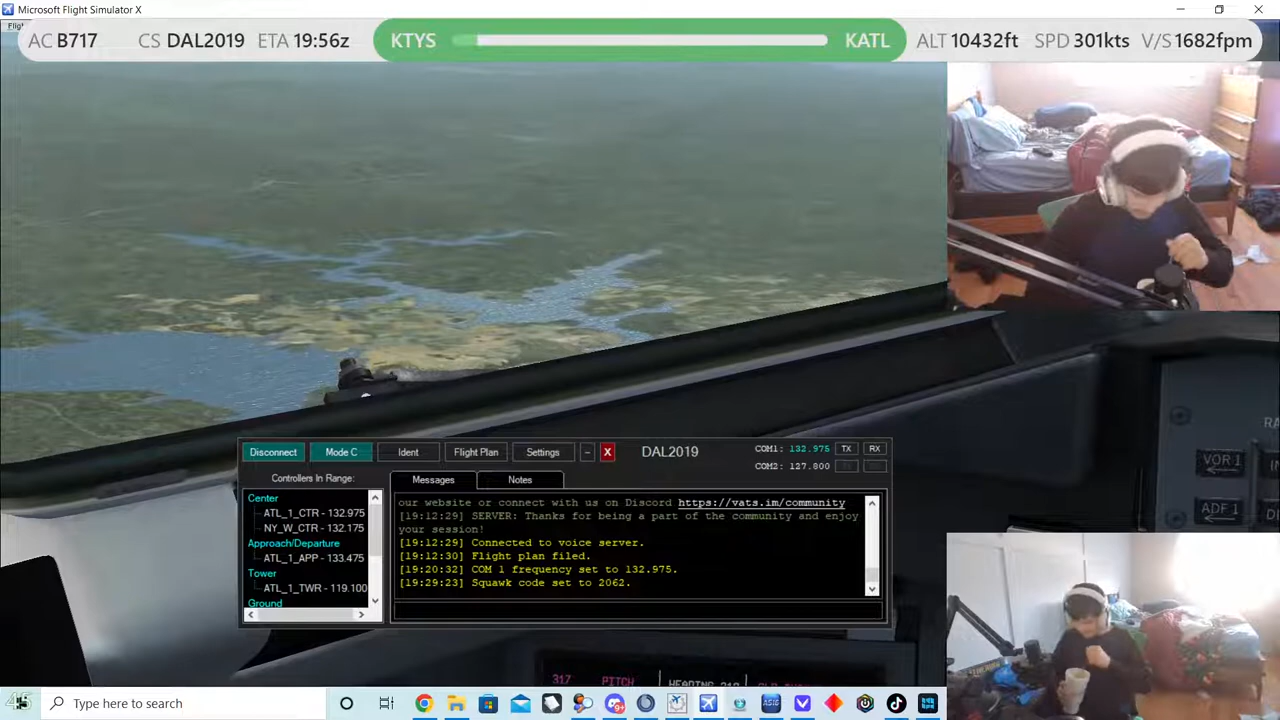 Microsoft Flight Simulator X
AC B717 CS DAL2019 ETA 19:56z KTYS KATL ALT 10432ft SPD 301kts V/S 1682fpm
Disconnect Mode C Ident Flight Plan Settings – X DAL2019 COM1: 132.975 TX RX
COM2: 127.800
Controllers In Range:
Center
ATL_1_CTR - 132.975
NY_W_CTR - 132.175
Approach/Departure
ATL_1_APP - 133.475
Tower
ATL_1_TWR - 119.100
Ground
Messages Notes
our website or connect with us on Discord https://vats.im/community
[19:12:29] SERVER: Thanks for being a part of the community and enjoy
your session!
[19:12:29] Connected to voice server.
[19:12:30] Flight plan filed.
[19:20:32] COM 1 frequency set to 132.975.
[19:29:23] Squawk code set to 2062.
VOR 1
ADF 1
317 PITCH HEADING
Type here to search